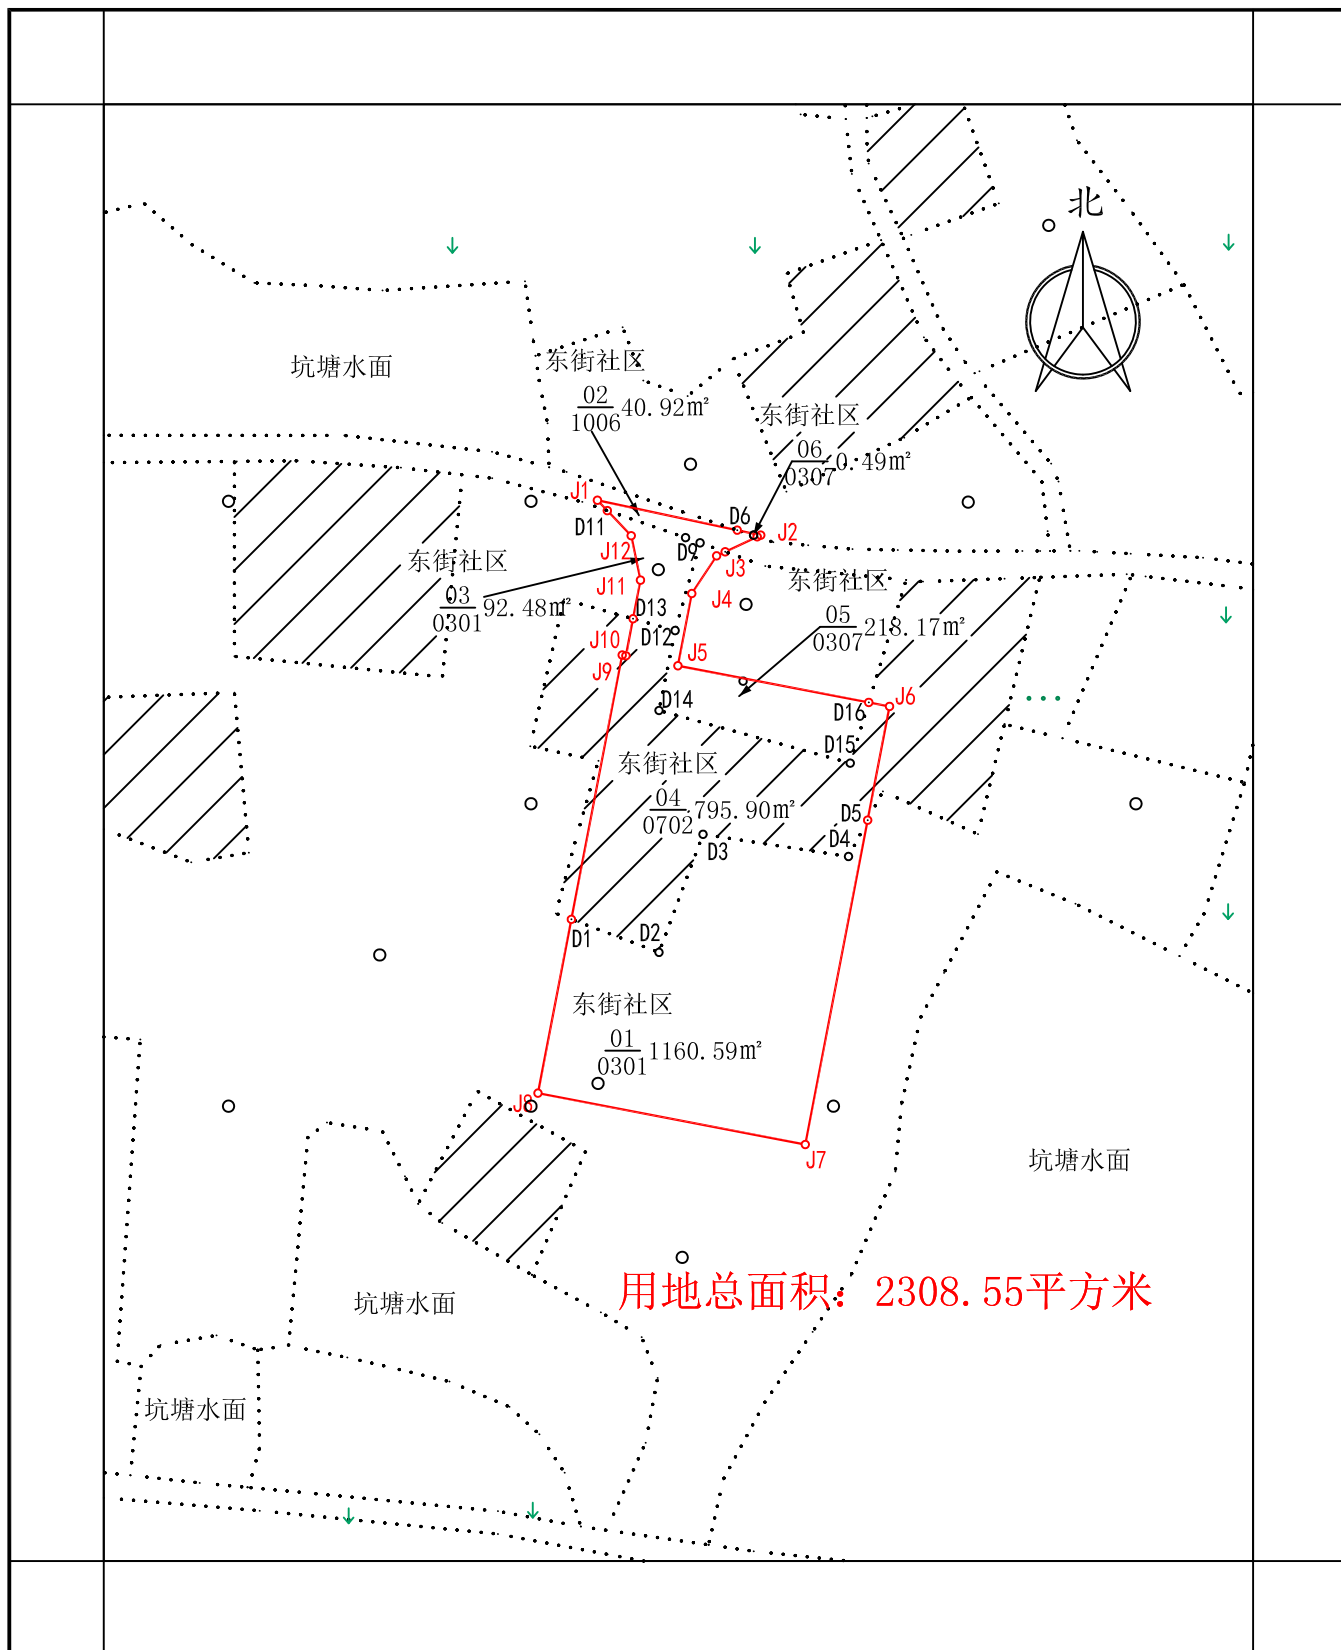 北
坑塘水面
东街社区
02
1006
40.92㎡
东街社区
06
0307
0.49㎡
J1
D6
J2
D11
J12
D9
J3
东街社区
J11
J4
东街社区
03
0301
92.48㎡
D13
05
0307
218.17㎡
J10
D12
J9
J5
D14
D16
J6
D15
东街社区
04
0702
795.90㎡
D5
D3
D4
D1
D2
东街社区
01
0301
1160.59㎡
J8
J7
坑塘水面
用地总面积：2308.55平方米
坑塘水面
坑塘水面